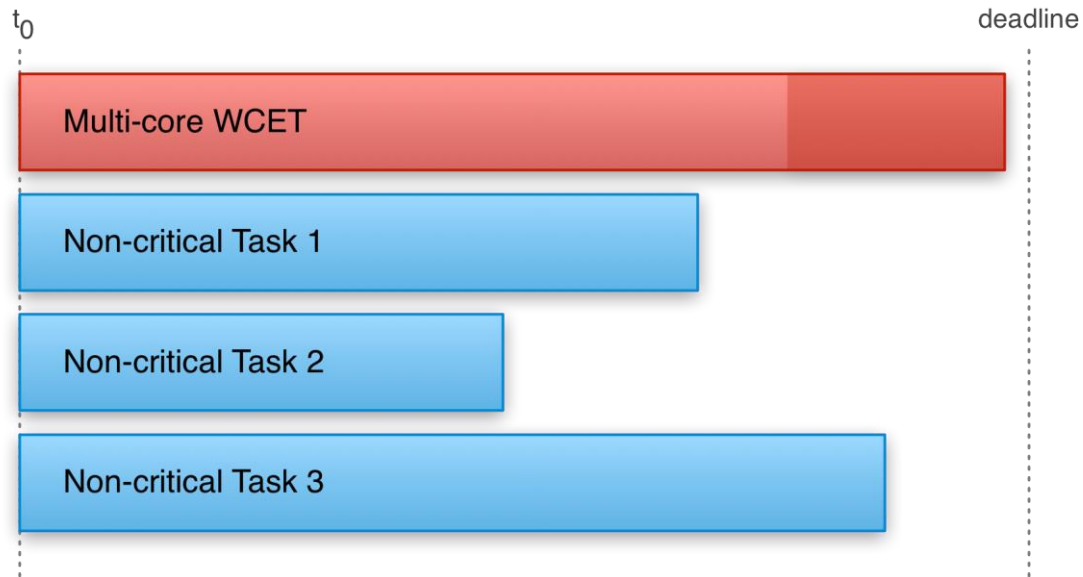 t0
deadline
Multi-core WCET
Non-critical Task 1
Non-critical Task 2
Non-critical Task 3